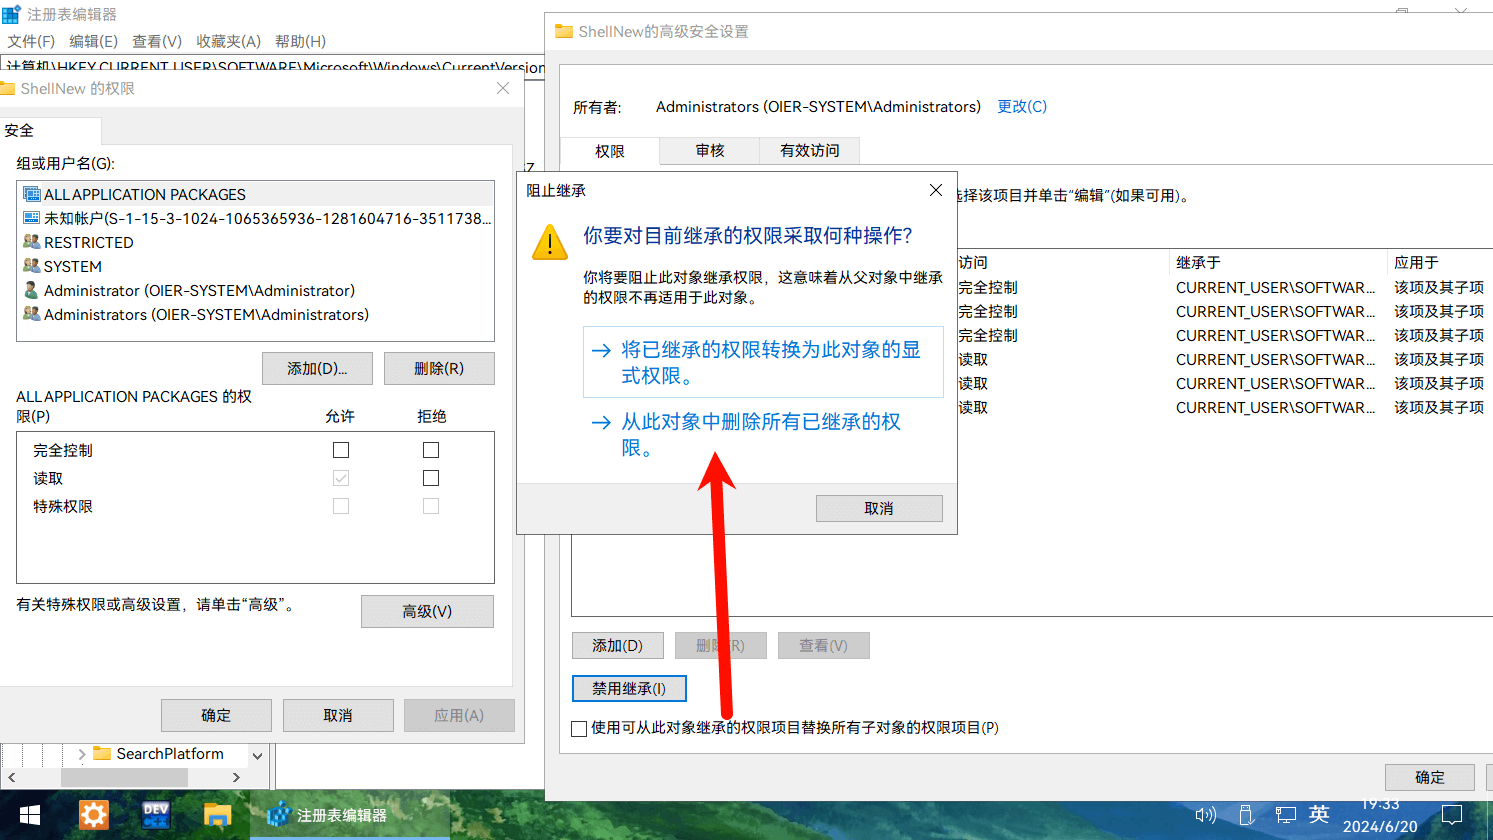 注册表编辑器
文件(F) 编辑(E) 查看(V) 收藏夹(A) 帮助(H)
计算机\HKEY_CURRENT_USER\SOFTWARE\Microsoft\Windows\CurrentVersion
ShellNew 的权限
安全
组或用户名(G):
ALL APPLICATION PACKAGES
未知帐户(S-1-15-3-1024-1065365936-1281604716-3511738...
RESTRICTED
SYSTEM
Administrator (OIER-SYSTEM\Administrator)
Administrators (OIER-SYSTEM\Administrators)
添加(D)... 删除(R)
ALL APPLICATION PACKAGES 的权
限(P) 允许 拒绝
完全控制
读取
特殊权限
有关特殊权限或高级设置，请单击“高级”。
高级(V)
确定 取消 应用(A)
SearchPlatform
ShellNew的高级安全设置
所有者: Administrators (OIER-SYSTEM\Administrators) 更改(C)
权限 审核 有效访问
选择该项目并单击“编辑”(如果可用)。
访问 继承于 应用于
完全控制 CURRENT_USER\SOFTWAR... 该项及其子项
完全控制 CURRENT_USER\SOFTWAR... 该项及其子项
完全控制 CURRENT_USER\SOFTWAR... 该项及其子项
读取 CURRENT_USER\SOFTWAR... 该项及其子项
读取 CURRENT_USER\SOFTWAR... 该项及其子项
读取 CURRENT_USER\SOFTWAR... 该项及其子项
阻止继承
你要对目前继承的权限采取何种操作?
你将要阻止此对象继承权限，这意味着从父对象中继承
的权限不再适用于此对象。
将已继承的权限转换为此对象的显
式权限。
从此对象中删除所有已继承的权
限。
取消
添加(D) 删除(R) 查看(V)
禁用继承(I)
使用可从此对象继承的权限项目替换所有子对象的权限项目(P)
确定
DEV
注册表编辑器
英
19:33
2024/6/20